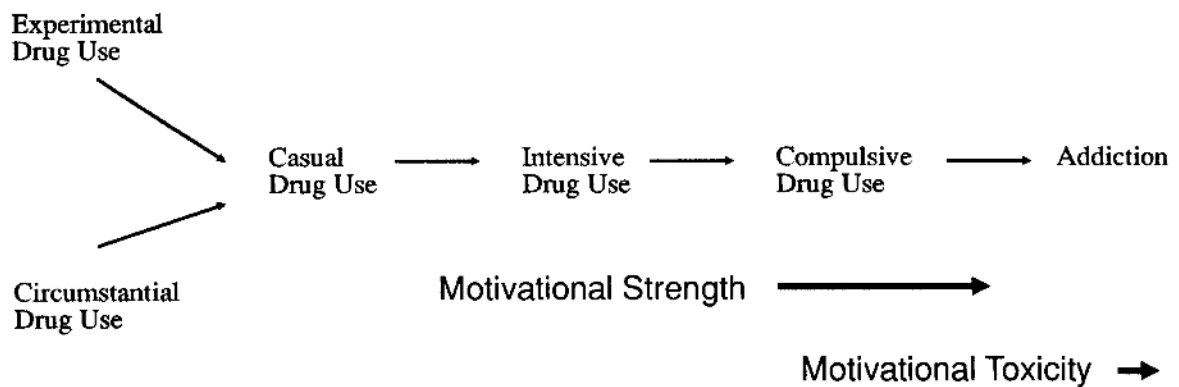 Experimental
Drug Use
Casual
Drug Use
Intensive
Drug Use
Compulsive
Drug Use
Addiction
Circumstantial
Drug Use
Motivational Strength
Motivational Toxicity